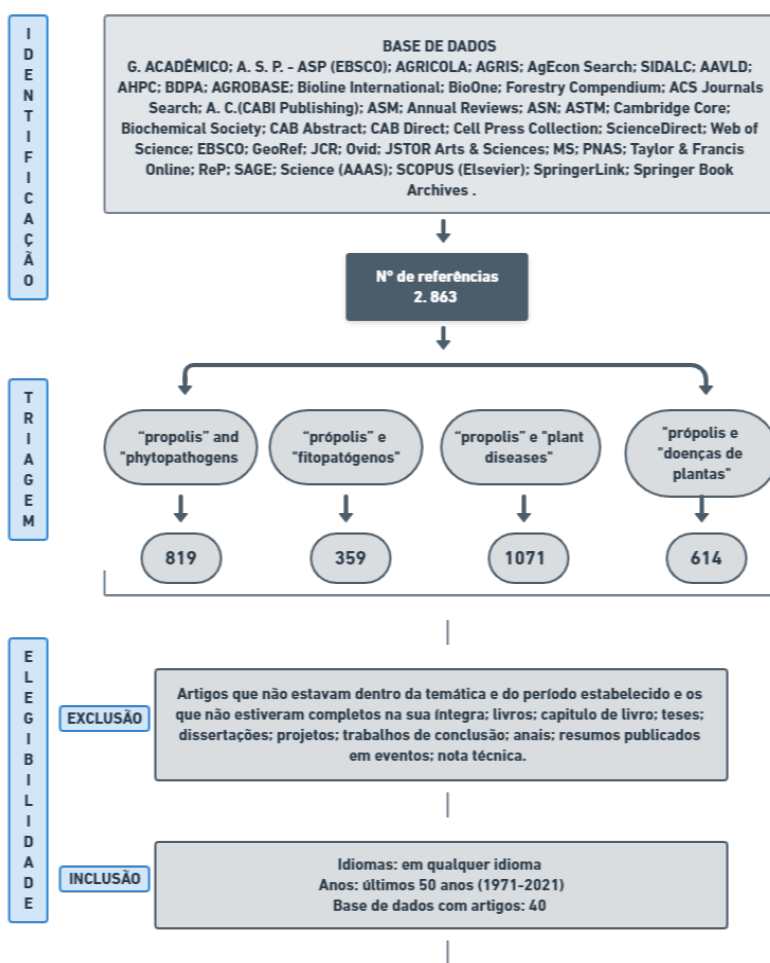 IDENTIFICAÇÃO
BASE DE DADOS
G. ACADÊMICO; A. S. P. - ASP (EBSCO); AGRICOLA; AGRIS; AgEcon Search; SIDALC; AAVLD;
AHPC; BDPA; AGROBASE; Bioline International; BioOne; Forestry Compendium; ACS Journals
Search; A. C.(CABI Publishing); ASM; Annual Reviews; ASN; ASTM; Cambridge Core;
Biochemical Society; CAB Abstract; CAB Direct; Cell Press Collection; ScienceDirect; Web of
Science; EBSCO; GeoRef; JCR; Ovid; JSTOR Arts & Sciences; MS; PNAS; Taylor & Francis
Online; ReP; SAGE; Science (AAAS); SCOPUS (Elsevier); SpringerLink; Springer Book
Archives .
Nº de referências
2. 863
TRIAGEM
“propolis” and
"phytopathogens
“própolis” e
"fitopatógenos"
“propolis” e "plant
diseases"
"própolis e
"doenças de
plantas"
819
359
1071
614
ELEGIBILIDADE
EXCLUSÃO
Artigos que não estavam dentro da temática e do período estabelecido e os
que não estiveram completos na sua íntegra; livros; capitulo de livro; teses;
dissertações; projetos; trabalhos de conclusão; anais; resumos publicados
em eventos; nota técnica.
INCLUSÃO
Idiomas: em qualquer idioma
Anos: últimos 50 anos (1971-2021)
Base de dados com artigos: 40